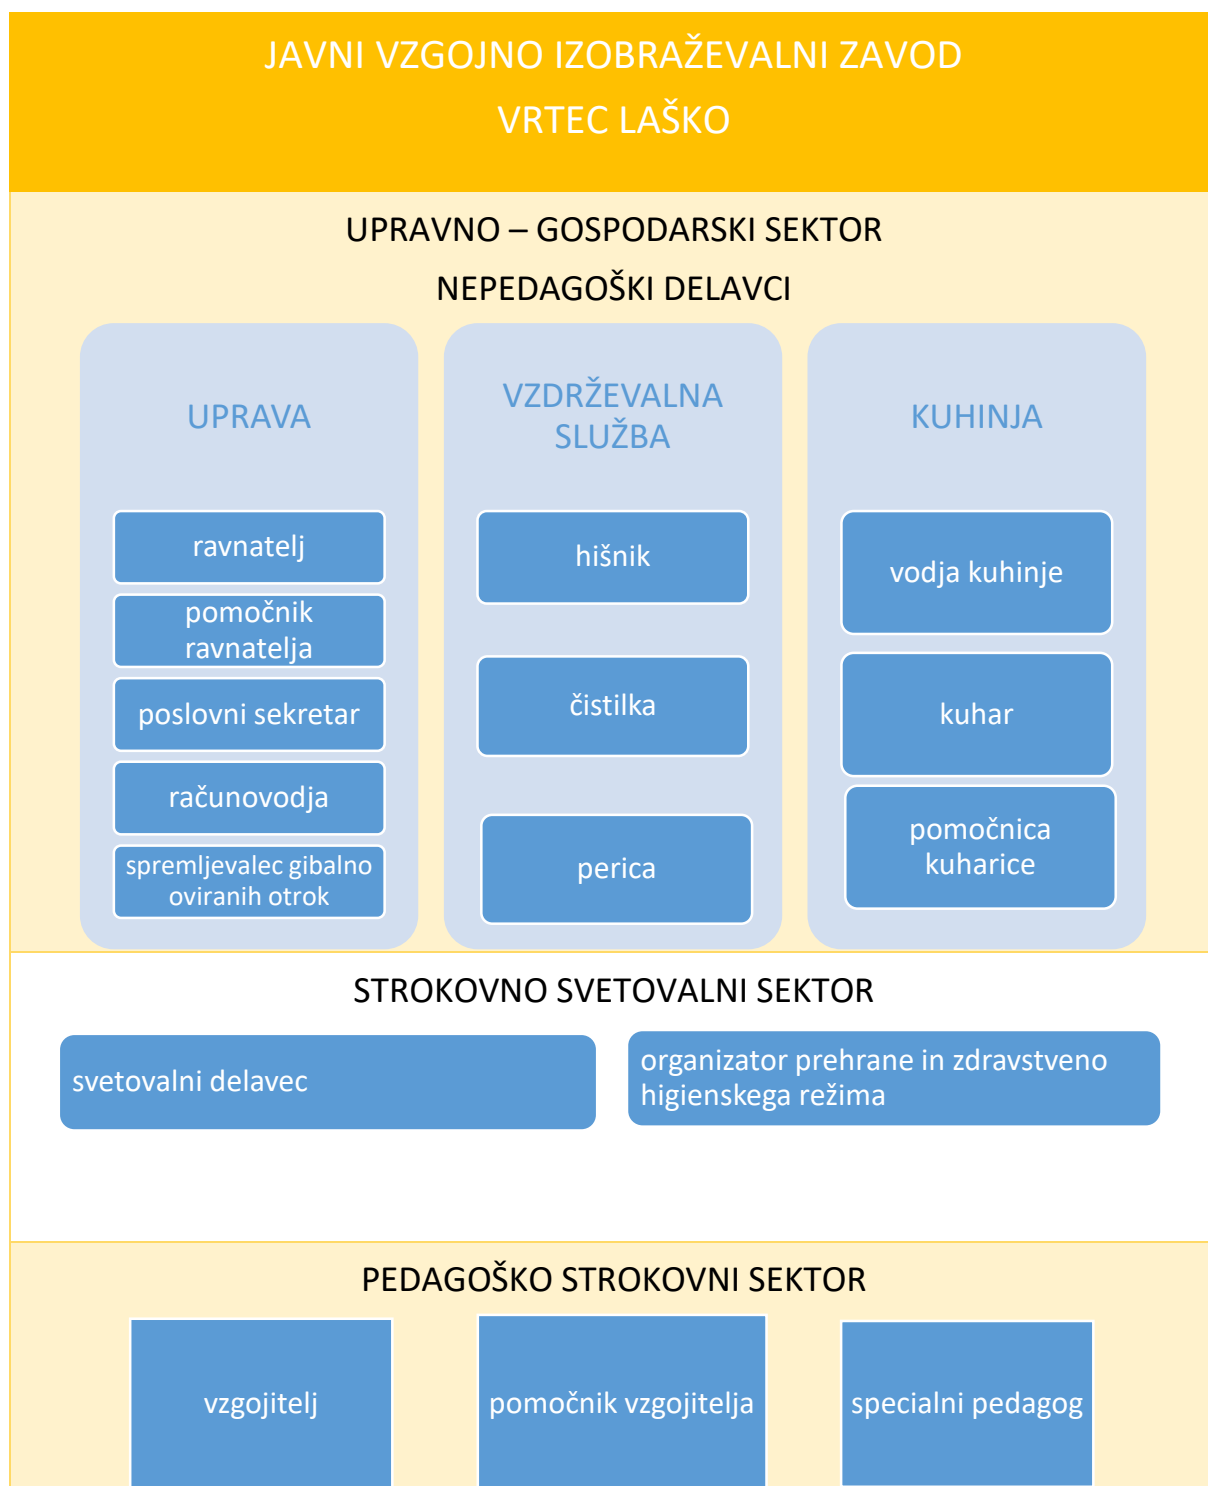 JAVNI VZGOJNO IZOBRAŽEVALNI ZAVOD
VRTEC LAŠKO
UPRAVNO – GOSPODARSKI SEKTOR
NEPEDAGOŠKI DELAVCI
UPRAVA
ravnatelj
pomočnik
ravnatelja
poslovni sekretar
računovodja
spremljevalec gibalno
oviranih otrok
VZDRŽEVALNA
SLUŽBA
hišnik
čistilka
perica
KUHINJA
vodja kuhinje
kuhar
pomočnica
kuharice
STROKOVNO SVETOVALNI SEKTOR
svetovalni delavec
organizator prehrane in zdravstveno
higienskega režima
PEDAGOŠKO STROKOVNI SEKTOR
vzgojitelj
pomočnik vzgojitelja
specialni pedagog